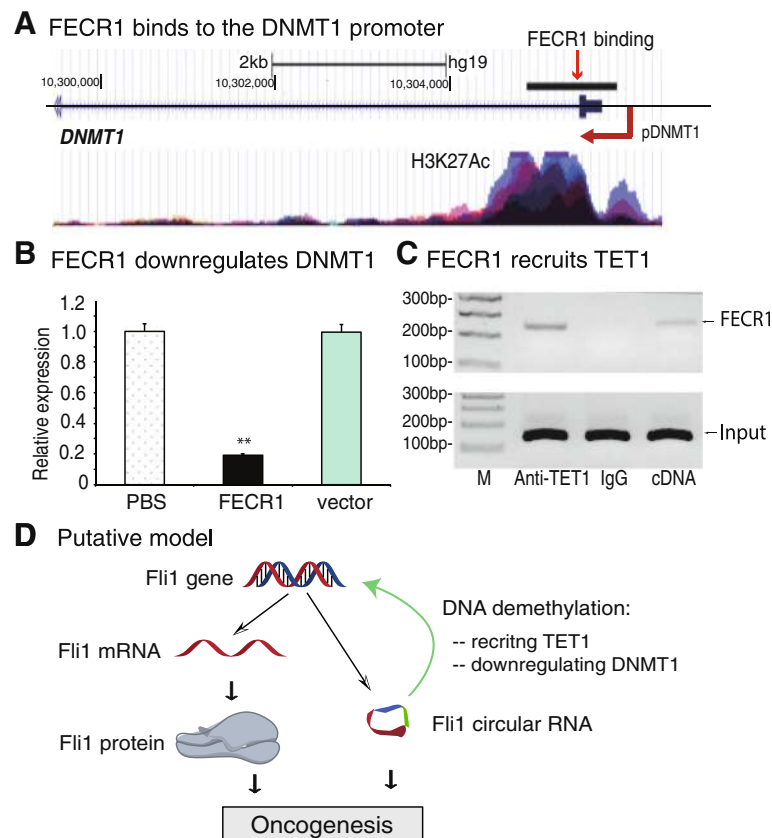 A FECR1 binds to the DNMT1 promoter
FECR1 binding
2kb hg19
10,300,000 10,302,000 10,304,000
DNMT1
pDNMT1
H3K27Ac
B FECR1 downregulates DNMT1
Relative expression
1.2
1.0
0.8
0.6
0.4
0.2
0
**
PBS FECR1 vector
C FECR1 recruits TET1
300bp-
200bp-
100bp-
FECR1
300bp-
200bp-
100bp-
Input
M Anti-TET1 IgG cDNA
D Putative model
Fli1 gene
DNA demethylation:
-- recritng TET1
-- downregulating DNMT1
Fli1 mRNA
Fli1 circular RNA
Fli1 protein
Oncogenesis